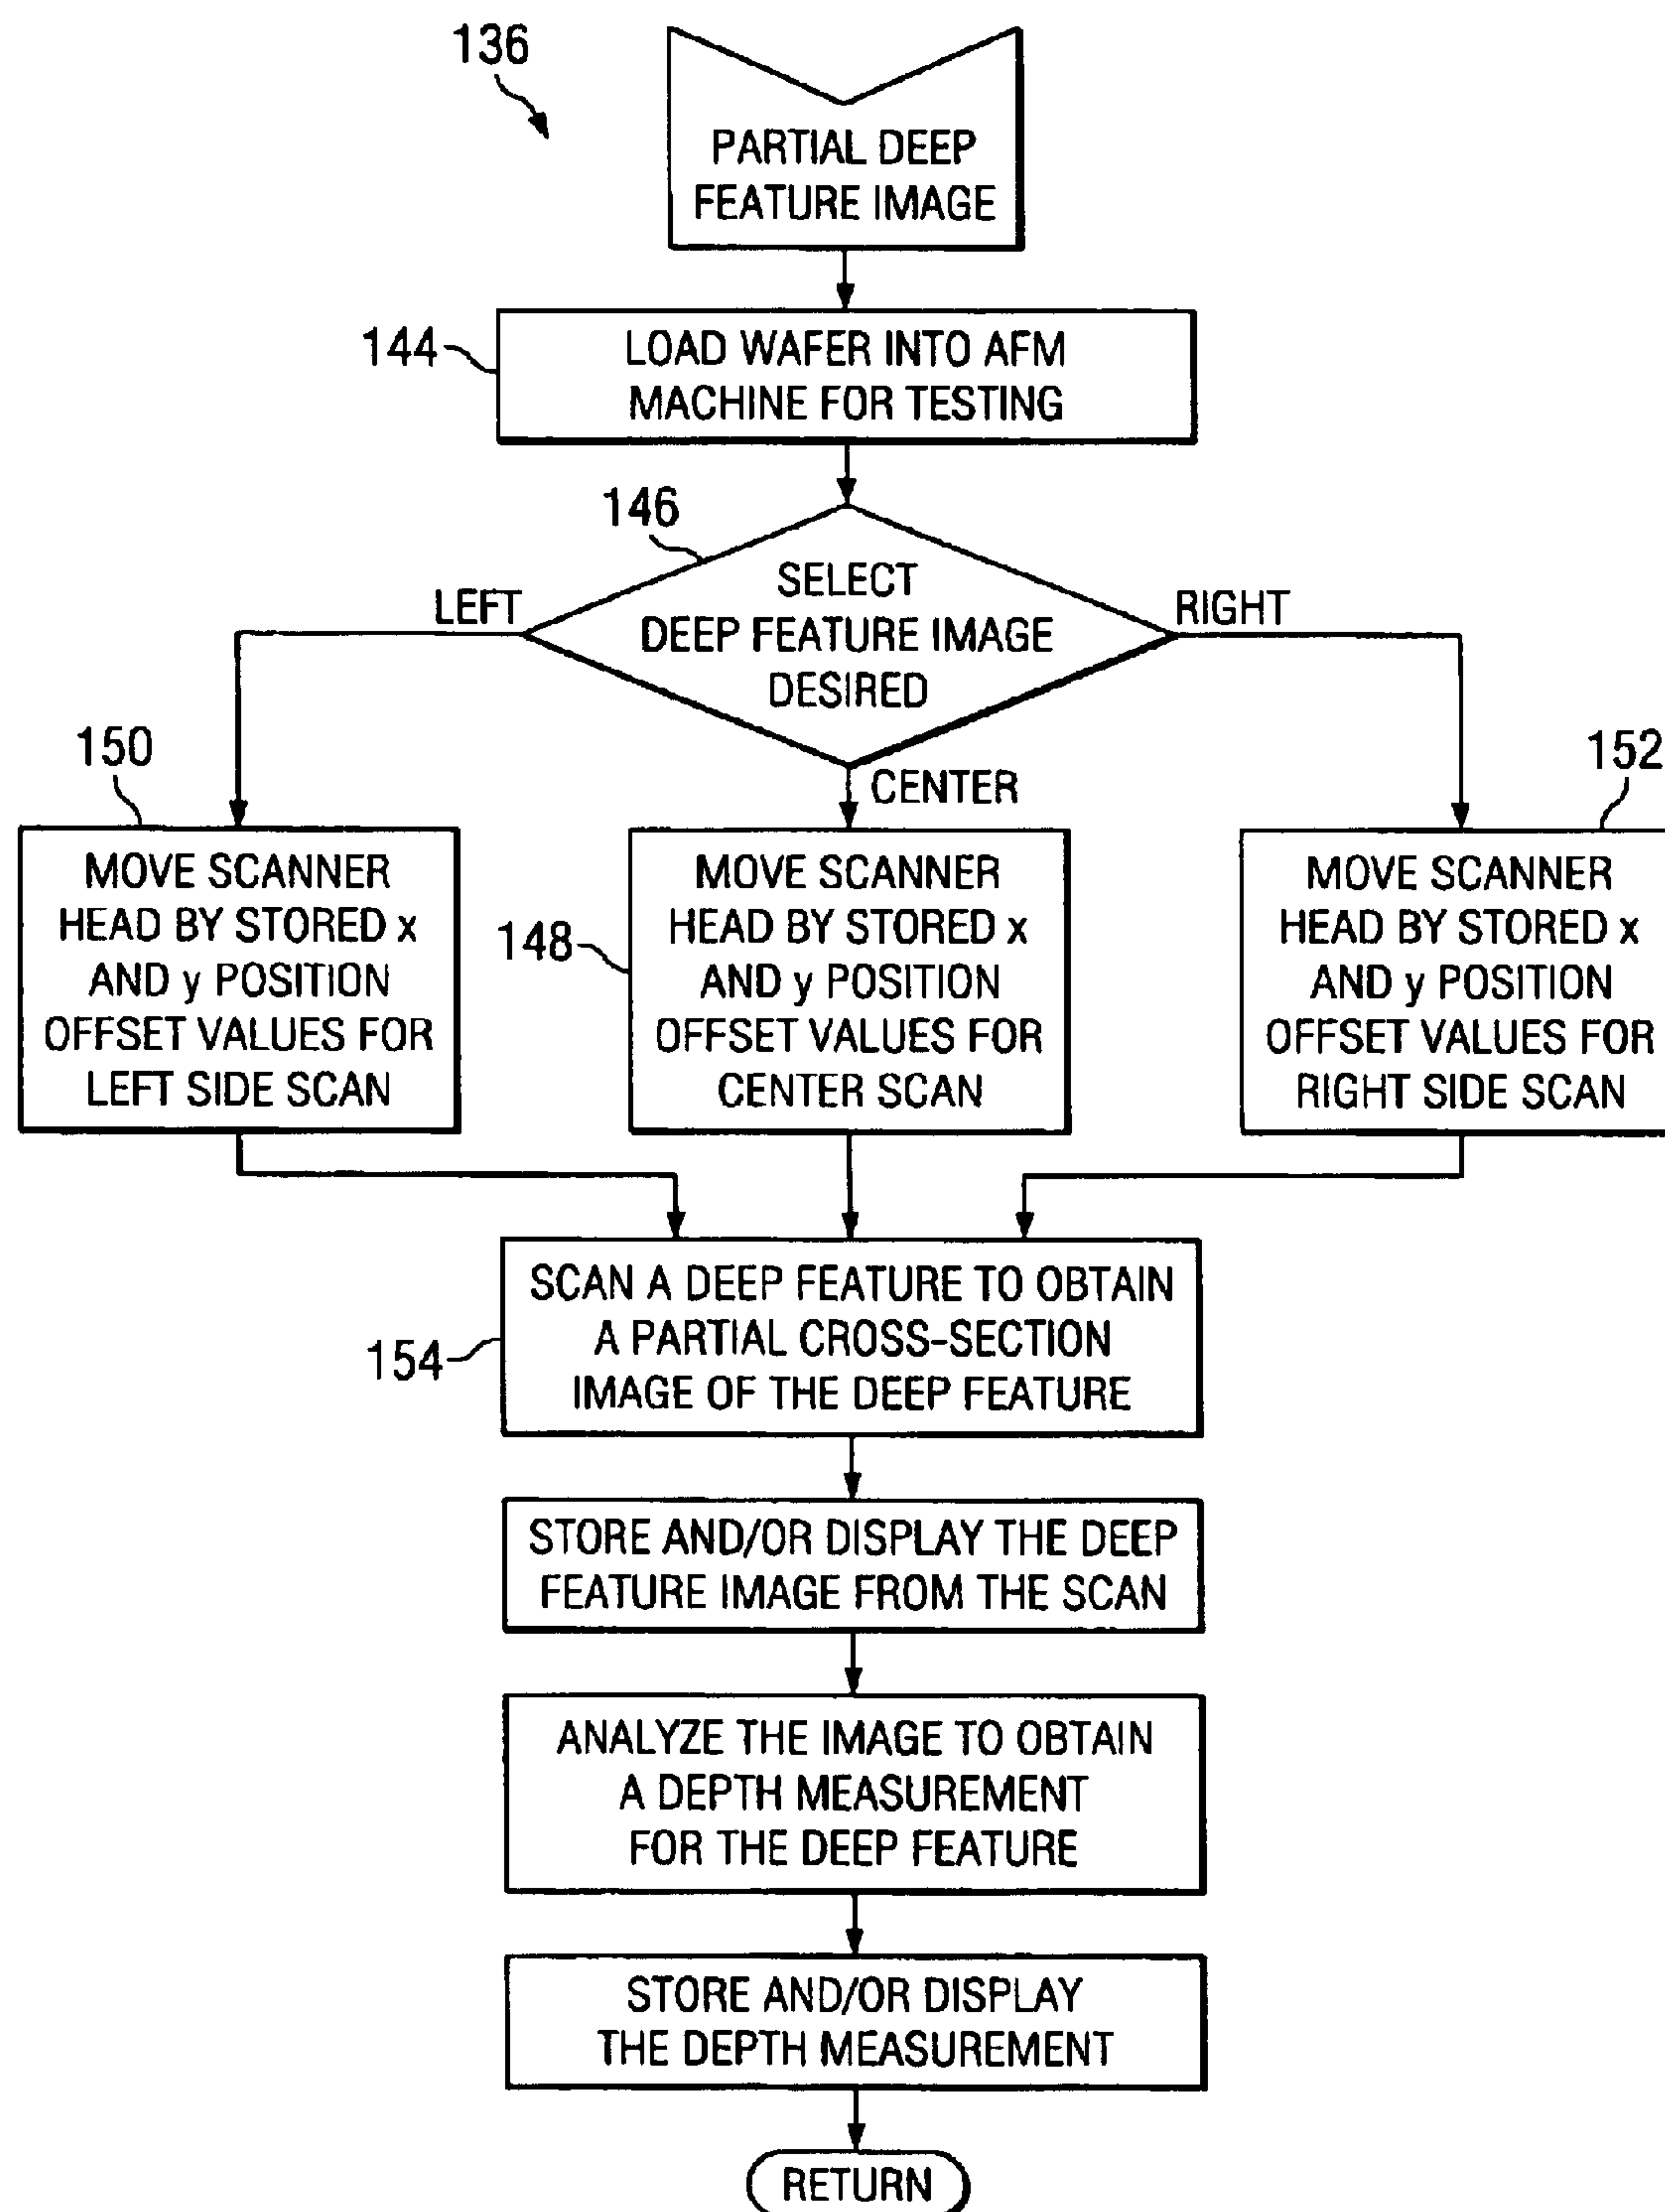 136
PARTIAL DEEP
FEATURE IMAGE
144
LOAD WAFER INTO AFM
MACHINE FOR TESTING
146
SELECT
DEEP FEATURE IMAGE
DESIRED
LEFT
RIGHT
CENTER
150
MOVE SCANNER
HEAD BY STORED x
AND y POSITION
OFFSET VALUES FOR
LEFT SIDE SCAN
148
MOVE SCANNER
HEAD BY STORED x
AND y POSITION
OFFSET VALUES FOR
CENTER SCAN
152
MOVE SCANNER
HEAD BY STORED x
AND y POSITION
OFFSET VALUES FOR
RIGHT SIDE SCAN
154
SCAN A DEEP FEATURE TO OBTAIN
A PARTIAL CROSS-SECTION
IMAGE OF THE DEEP FEATURE
STORE AND/OR DISPLAY THE DEEP
FEATURE IMAGE FROM THE SCAN
ANALYZE THE IMAGE TO OBTAIN
A DEPTH MEASUREMENT
FOR THE DEEP FEATURE
STORE AND/OR DISPLAY
THE DEPTH MEASUREMENT
RETURN